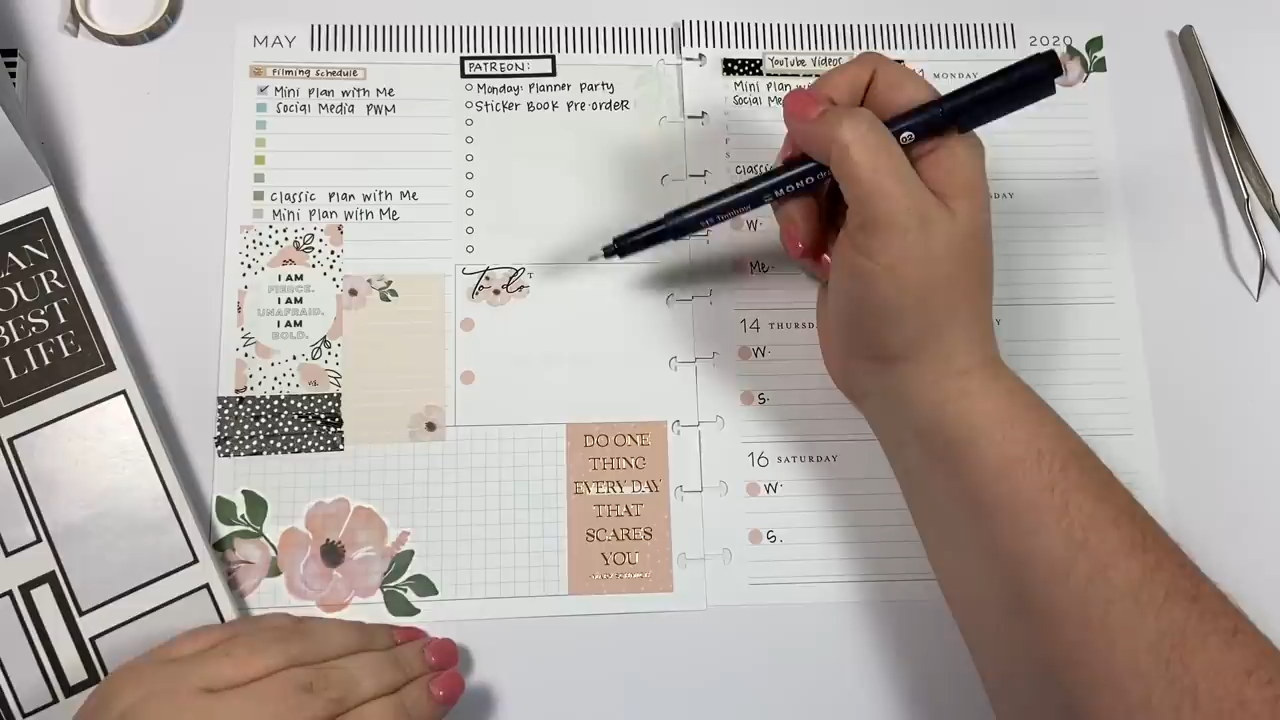 MAY
2020
Filming Schedule
Mini Plan with Me
Social Media PWM
Classic Plan with Me
Mini Plan with Me
PATREON:
Monday: Planner Party
Sticker Book Pre-order
To do
I AM
FIERCE.
I AM
UNAFRAID.
I AM
BOLD.
DO ONE
THING
EVERY DAY
THAT
SCARES
YOU
YOUR
BEST
LIFE
YouTube Videos
Mini Plan
Social Me
Classic
MONDAY
W.
Me.
14 THURSD
W.
S.
16 SATURDAY
W.
S.
MONO
02